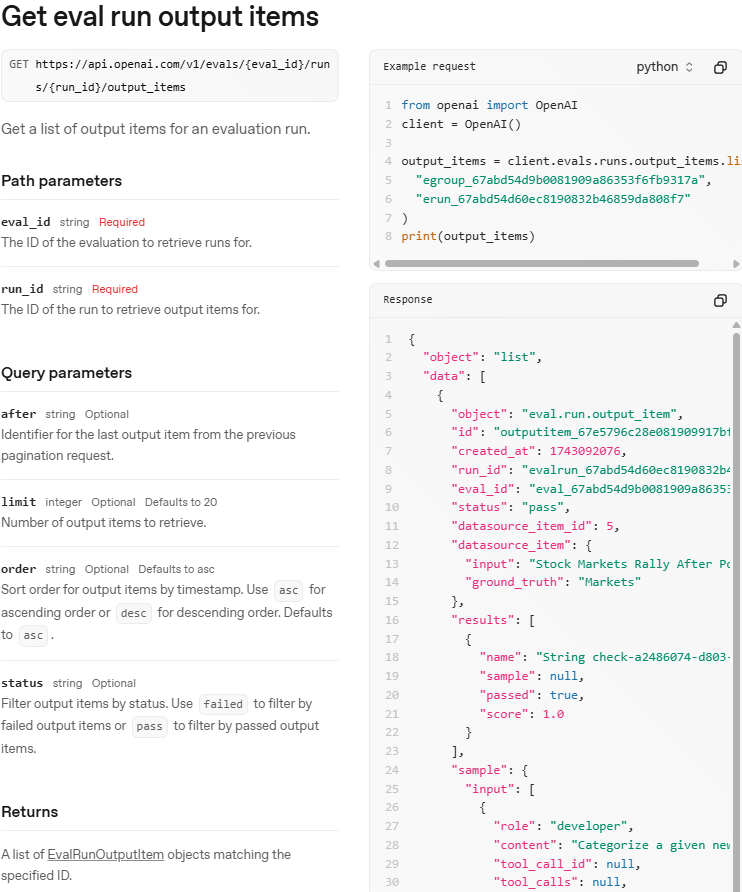 Get eval run output items
GET https://api.openai.com/v1/evals/{eval_id}/run
s/{run_id}/output_items
Get a list of output items for an evaluation run.
Path parameters
eval_id string Required
The ID of the evaluation to retrieve runs for.
run_id string Required
The ID of the run to retrieve output items for.
Query parameters
after string Optional
Identifier for the last output item from the previous
pagination request.
limit integer Optional Defaults to 20
Number of output items to retrieve.
order string Optional Defaults to asc
Sort order for output items by timestamp. Use asc for
ascending order or desc for descending order. Defaults
to asc .
status string Optional
Filter output items by status. Use failed to filter by
failed output items or pass to filter by passed output
items.
Returns
A list of EvalRunOutputItem objects matching the
specified ID.
Example request python
1 from openai import OpenAI
2 client = OpenAI()
3
4 output_items = client.evals.runs.output_items.li
5 "egroup_67abd54d9b0081909a86353f6fb9317a",
6 "erun_67abd54d60ec8190832b46859da808f7"
7 )
8 print(output_items)
Response
1 {
2 "object": "list",
3 "data": [
4 {
5 "object": "eval.run.output_item",
6 "id": "outputitem_67e5796c28e081909917bf
7 "created_at": 1743092076,
8 "run_id": "evalrun_67abd54d60ec8190832b4
9 "eval_id": "eval_67abd54d9b0081909a86353
10 "status": "pass",
11 "datasource_item_id": 5,
12 "datasource_item": {
13 "input": "Stock Markets Rally After Po
14 "ground_truth": "Markets"
15 },
16 "results": [
17 {
18 "name": "String check-a2486074-d803-
19 "sample": null,
20 "passed": true,
21 "score": 1.0
22 }
23 ],
24 "sample": {
25 "input": [
26 {
27 "role": "developer",
28 "content": "Categorize a given new
29 "tool_call_id": null,
30 "tool_calls": null,